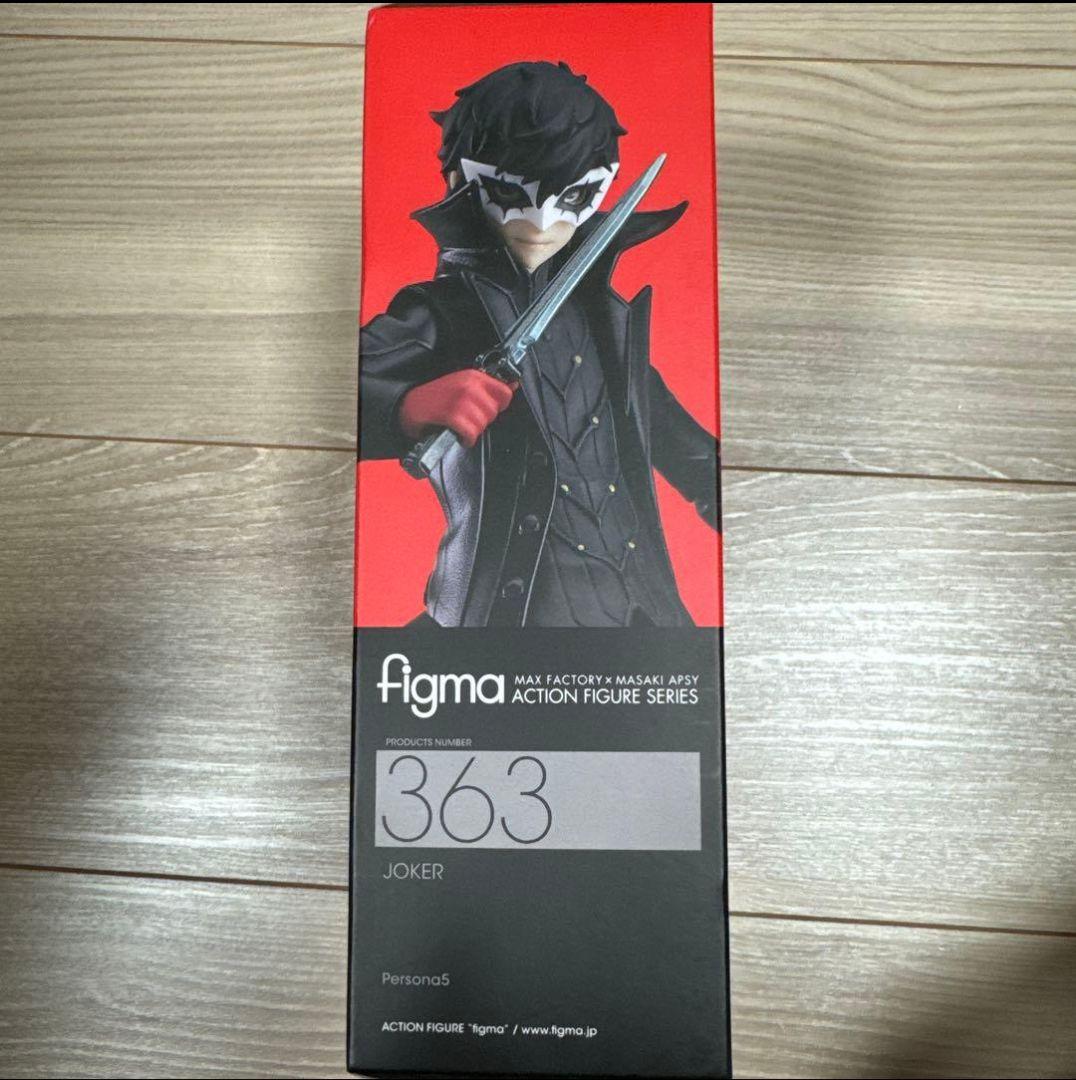 figma
MAX FACTORY × MASAKI APSY
ACTION FIGURE SERIES
PRODUCTS NUMBER
363
JOKER
Persona5
ACTION FIGURE "figma" / www.figma.jp